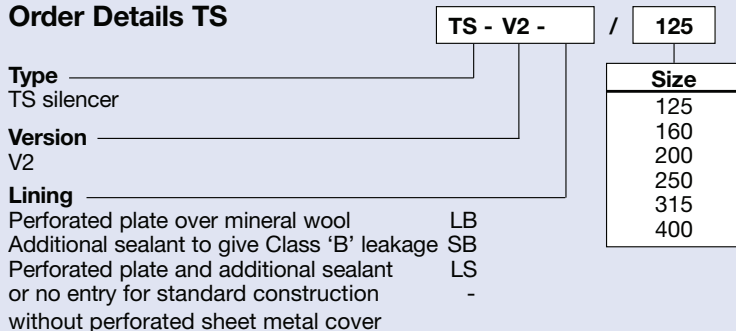 Order Details TS
TS - V2 - / 125
Type
TS silencer
Version
V2
Lining
Perforated plate over mineral wool LB
Additional sealant to give Class ‘B’ leakage SB
Perforated plate and additional sealant LS
or no entry for standard construction -
without perforated sheet metal cover
Size
125
160
200
250
315
400